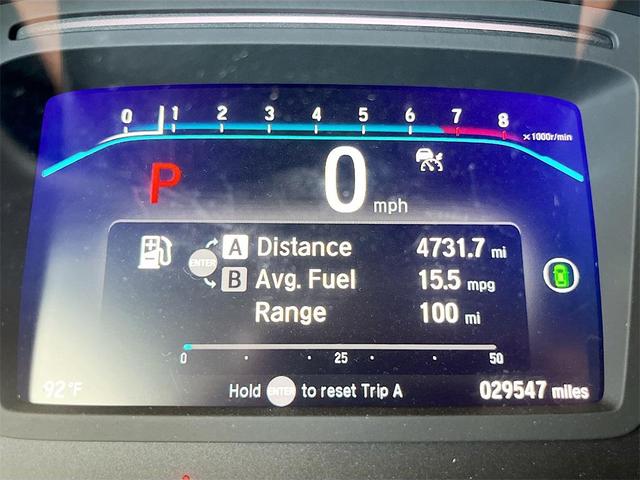 0 1 2 3 4 5 6 7 8
x1000r/min
P 0 mph
A Distance 4731.7 mi
ENTER
B Avg. Fuel 15.5 mpg
Range 100 mi
0 25 50
92°F Hold ENTER to reset Trip A 029547 miles